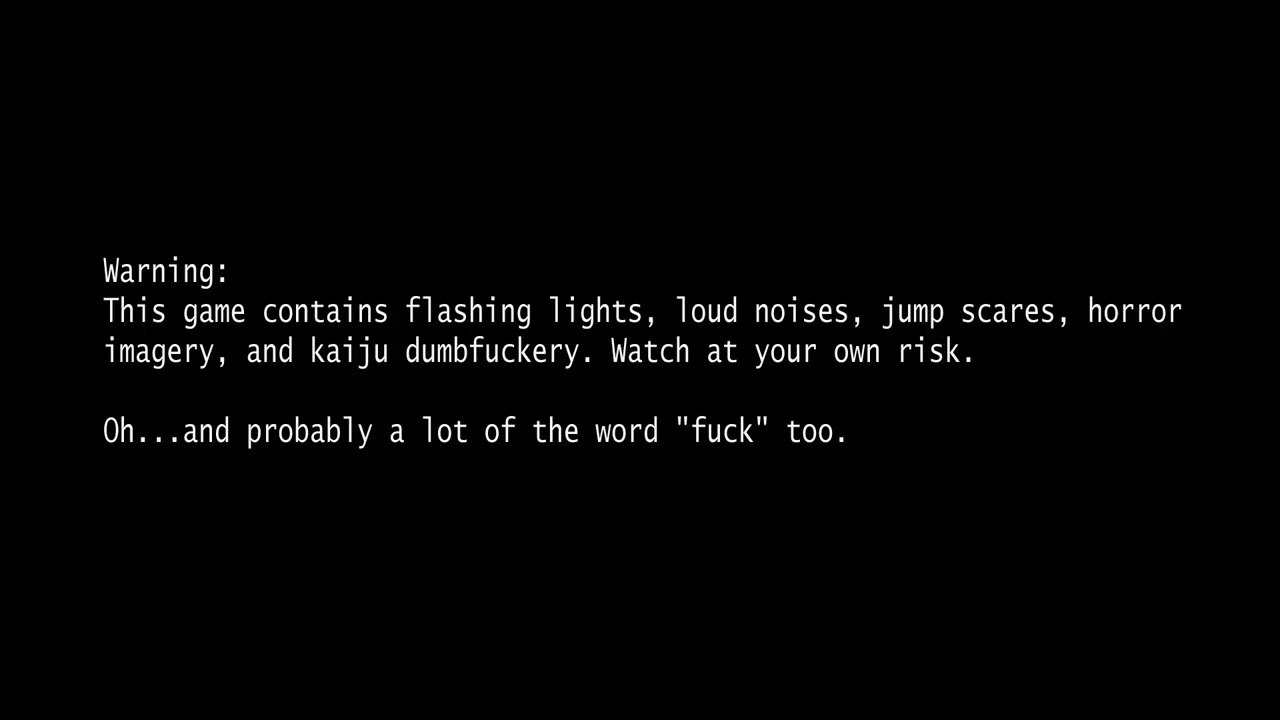 Warning:
This game contains flashing lights, loud noises, jump scares, horror
imagery, and kaiju dumbfuckery. Watch at your own risk.
Oh...and probably a lot of the word "fuck" too.